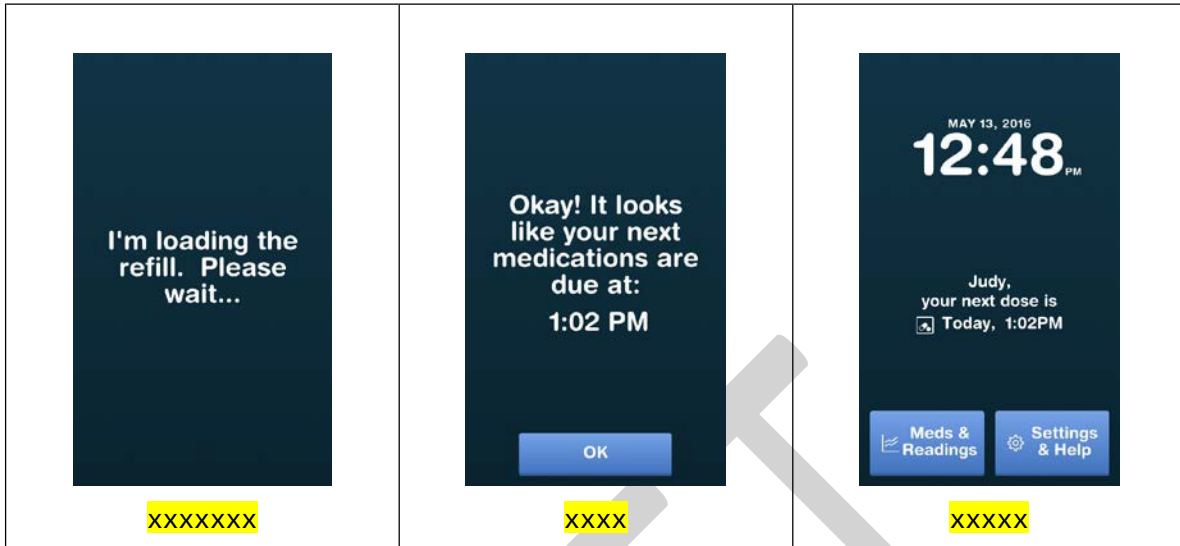 I'm loading the
refill.  Please
wait...
xxxxxxx
Okay! It looks
like your next
medications are
due at:
1:02 PM
OK
xxxx
MAY 13, 2016
12:48 PM
Judy,
your next dose is
Today,  1:02PM
Meds &
Readings
Settings
& Help
xxxxx
T